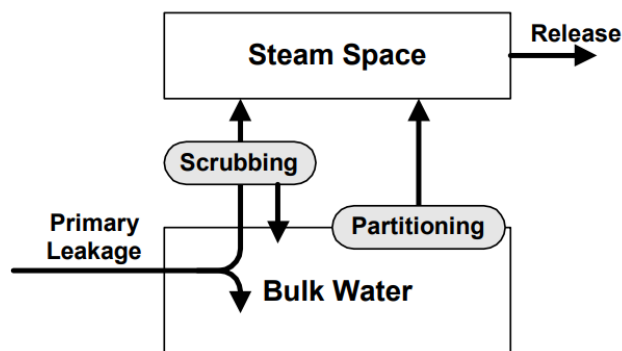 Release
Steam Space
Scrubbing
Primary
Leakage
Partitioning
Bulk Water